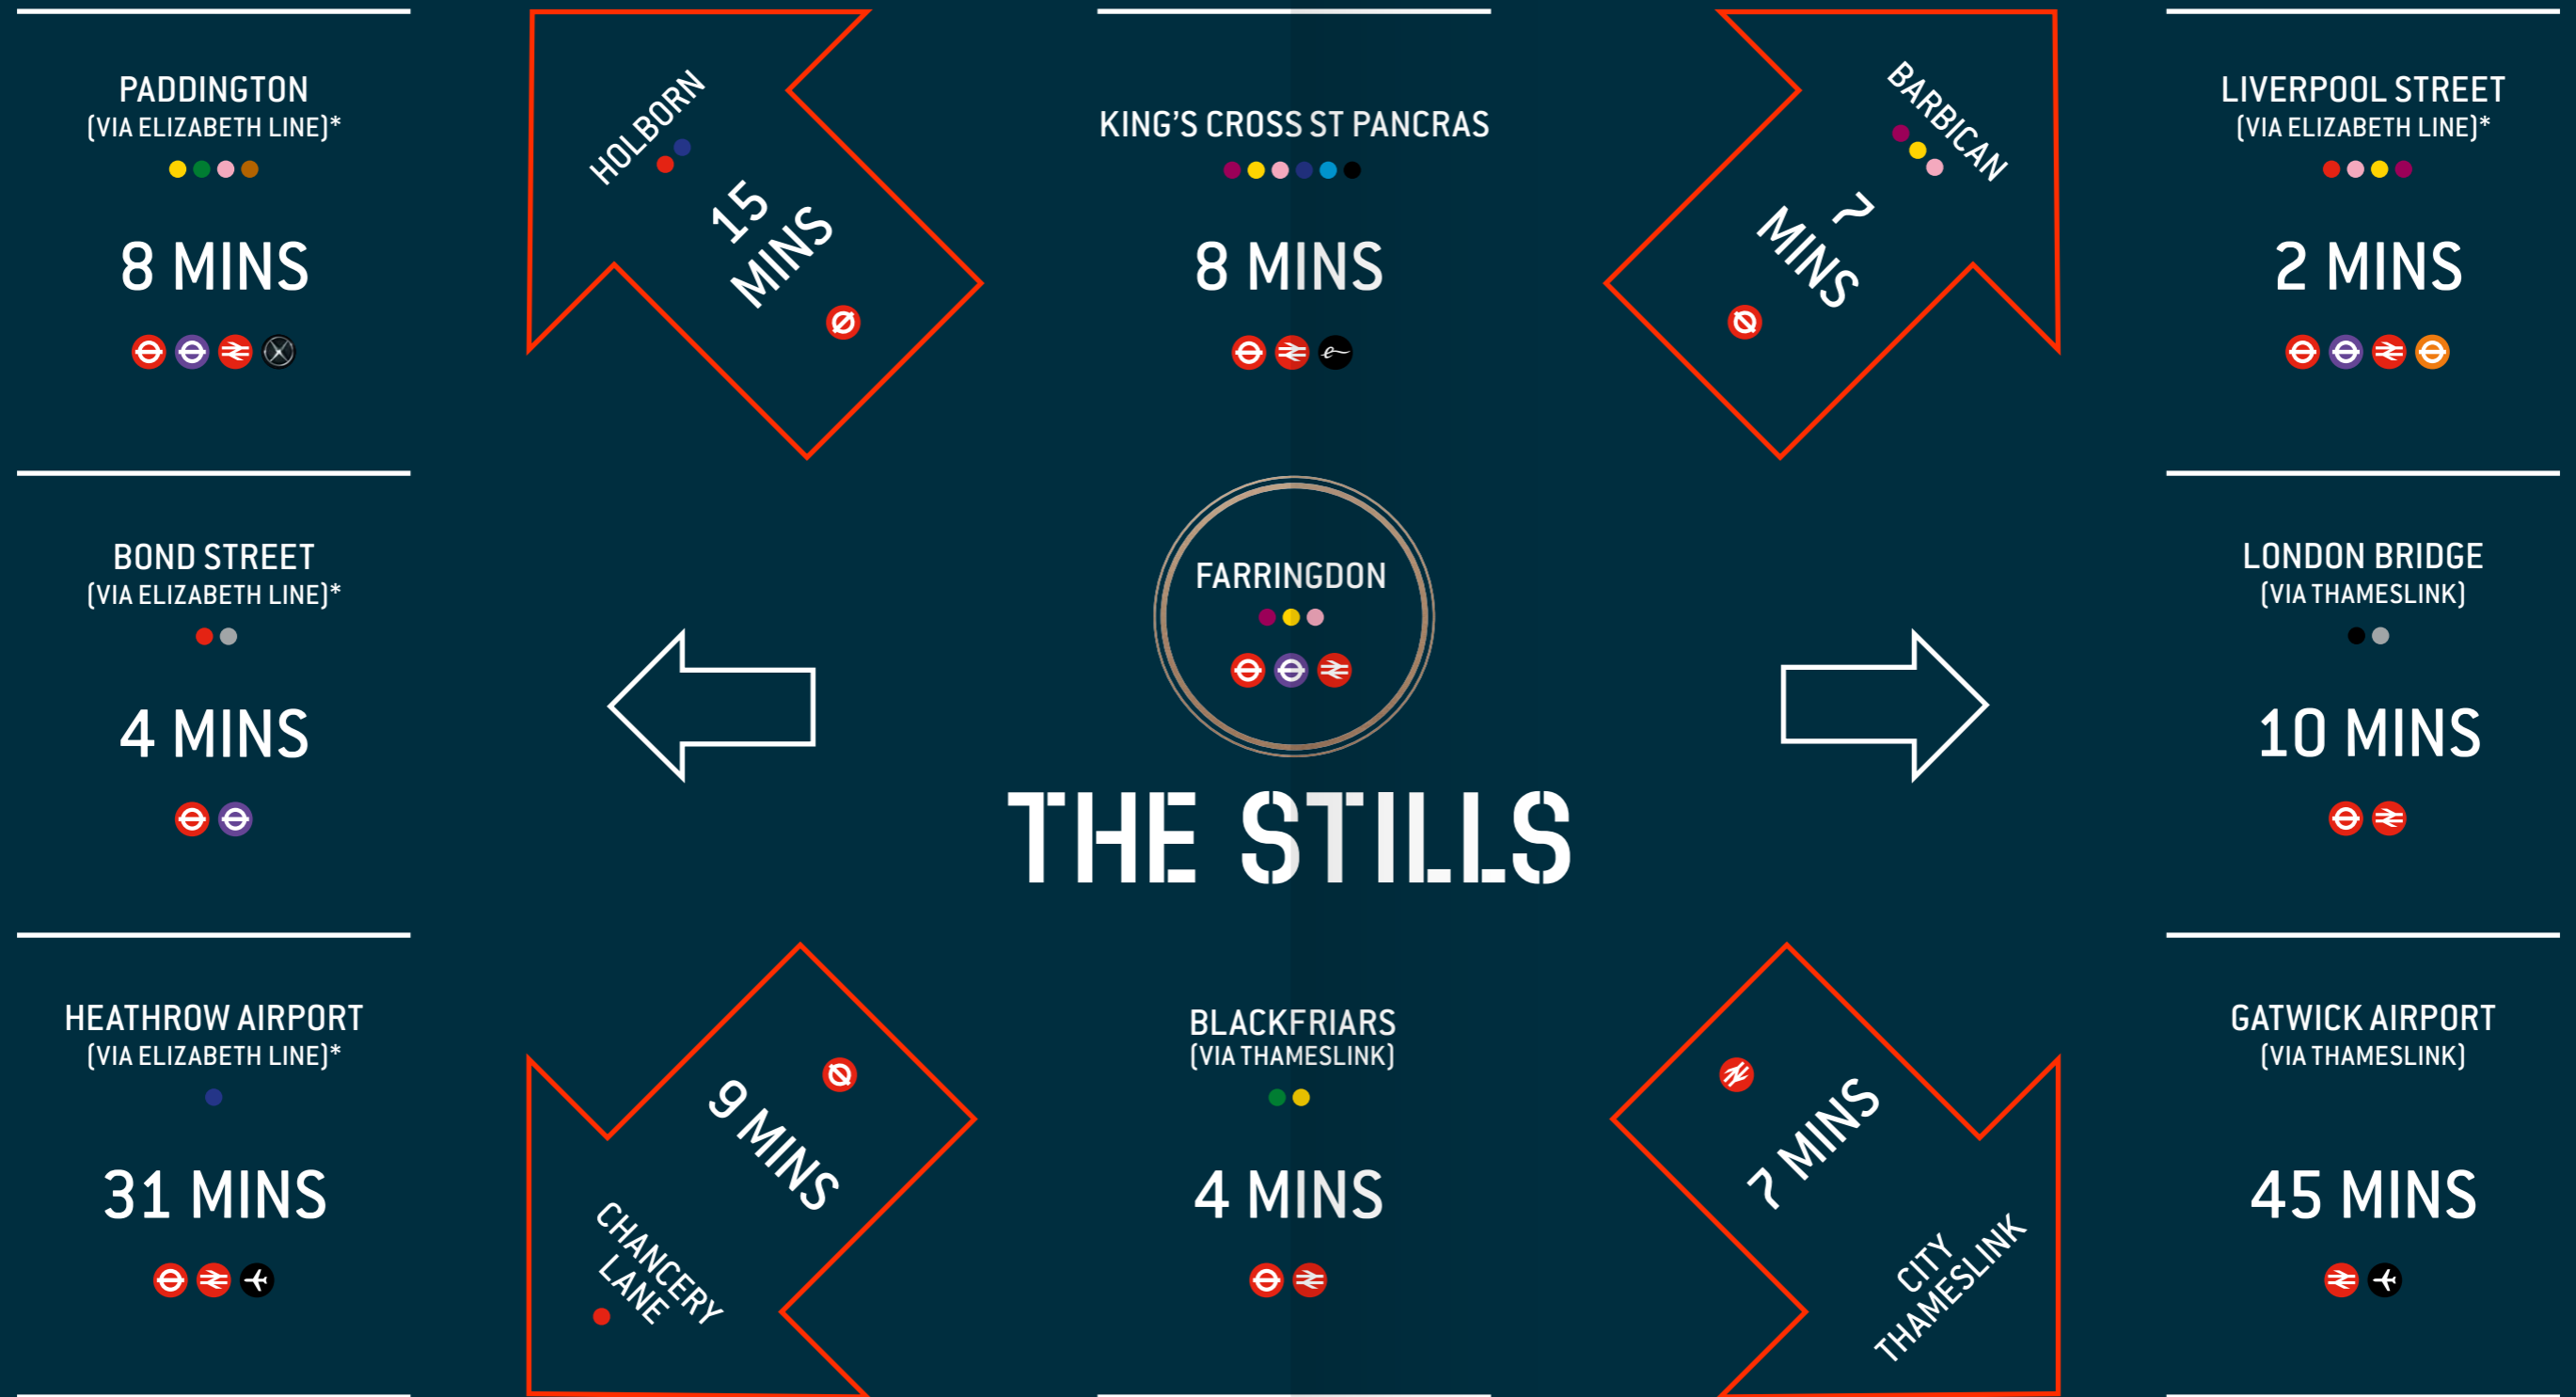 PADDINGTON
(VIA ELIZABETH LINE)*
8 MINS
HOLBORN
15
MINS
KING'S CROSS ST PANCRAS
8 MINS
BARBICAN
7
MINS
LIVERPOOL STREET
(VIA ELIZABETH LINE)*
2 MINS
BOND STREET
(VIA ELIZABETH LINE)*
4 MINS
FARRINGDON
THE STILLS
LONDON BRIDGE
(VIA THAMESLINK)
10 MINS
HEATHROW AIRPORT
(VIA ELIZABETH LINE)*
31 MINS
9 MINS
CHANCERY
LANE
BLACKFRIARS
(VIA THAMESLINK)
4 MINS
7 MINS
CITY
THAMESLINK
GATWICK AIRPORT
(VIA THAMESLINK)
45 MINS